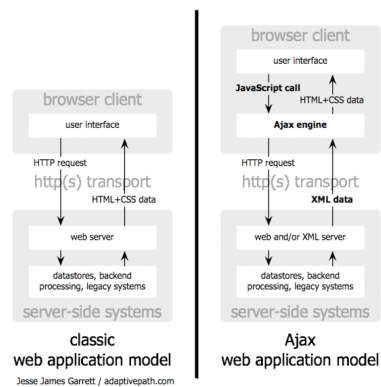 browser client
user interface
HTTP request
http(s) transport
HTML+CSS data
web server
datastores, backend
processing, legacy systems
server-side systems
classic
web application model
Jesse James Garrett / adaptivepath.com
browser client
user interface
JavaScript call
HTML+CSS data
Ajax engine
HTTP request
http(s) transport
XML data
web and/or XML server
datastores, backend
processing, legacy systems
server-side systems
Ajax
web application model